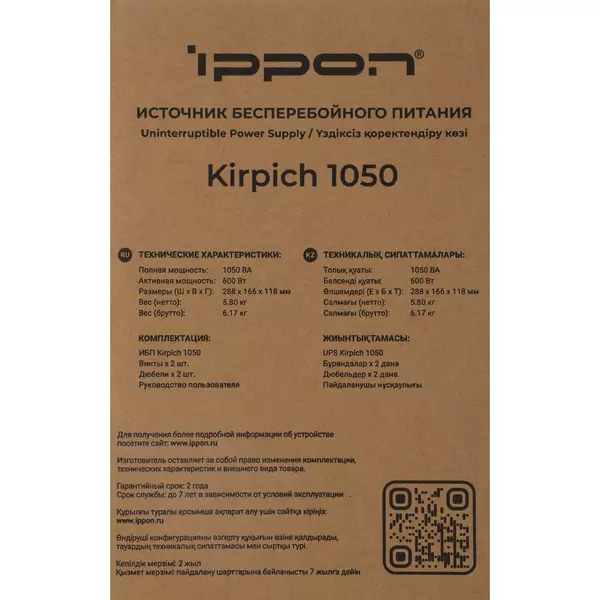 ippon®
ИСТОЧНИК БЕСПЕРЕБОЙНОГО ПИТАНИЯ
Uninterruptible Power Supply / Үздіксіз қоректендіру көзі
Kirpich 1050
RU ТЕХНИЧЕСКИЕ ХАРАКТЕРИСТИКИ:
Полная мощность: 1050 ВА
Активная мощность: 600 Вт
Размеры (Ш х В х Г): 288 x 166 x 118 мм
Вес (нетто): 5.80 кг
Вес (брутто): 6.17 кг
КОМПЛЕКТАЦИЯ:
ИБП Kirpich 1050
Винты x 2 шт.
Дюбели x 2 шт.
Руководство пользователя
KZ ТЕХНИКАЛЫҚ СИПАТТАМАЛАРЫ:
Толық қуаты: 1050 ВА
Белсенді қуаты: 600 Вт
Өлшемдері (Е х Б х Т): 288 x 166 x 118 мм
Салмағы (нетто): 5.80 кг
Салмағы (брутто): 6.17 кг
ЖИЫНТЫҚТАМАСЫ:
UPS Kirpich 1050
Бурандалар x 2 дана
Дюбельдер x 2 дана
Пайдаланушы нұсқаулығы
Для получения более подробной информации об устройстве
посетите сайт: www.ippon.ru
Изготовитель оставляет за собой право изменения комплектации,
технических характеристик и внешнего вида товара.
Гарантийный срок: 2 года
Срок службы: до 7 лет в зависимости от условий эксплуатации .
Құрылғы туралы қосымша ақпарат алу үшін сайтқа кіріңіз:
www.ippon.ru
Өндіруші конфигурацияны өзгерту құқығын өзіне қалдырады,
тауардың техникалық сипаттамасы мен сыртқы түрі.
Кепілдік мерзімі: 2 жыл
Қызмет мерзімі: пайдалану шарттарына байланысты 7 жылға дейін